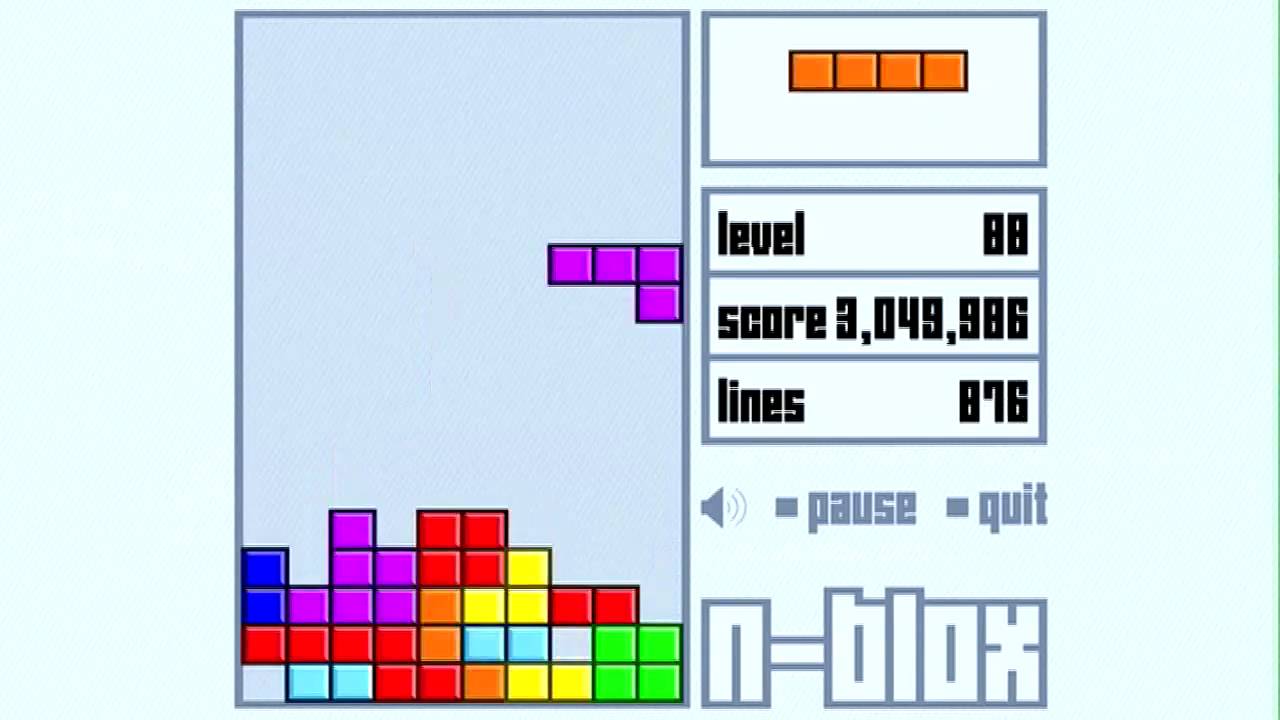 level 88
score 3,049,986
lines 876
pause quit
n-blox